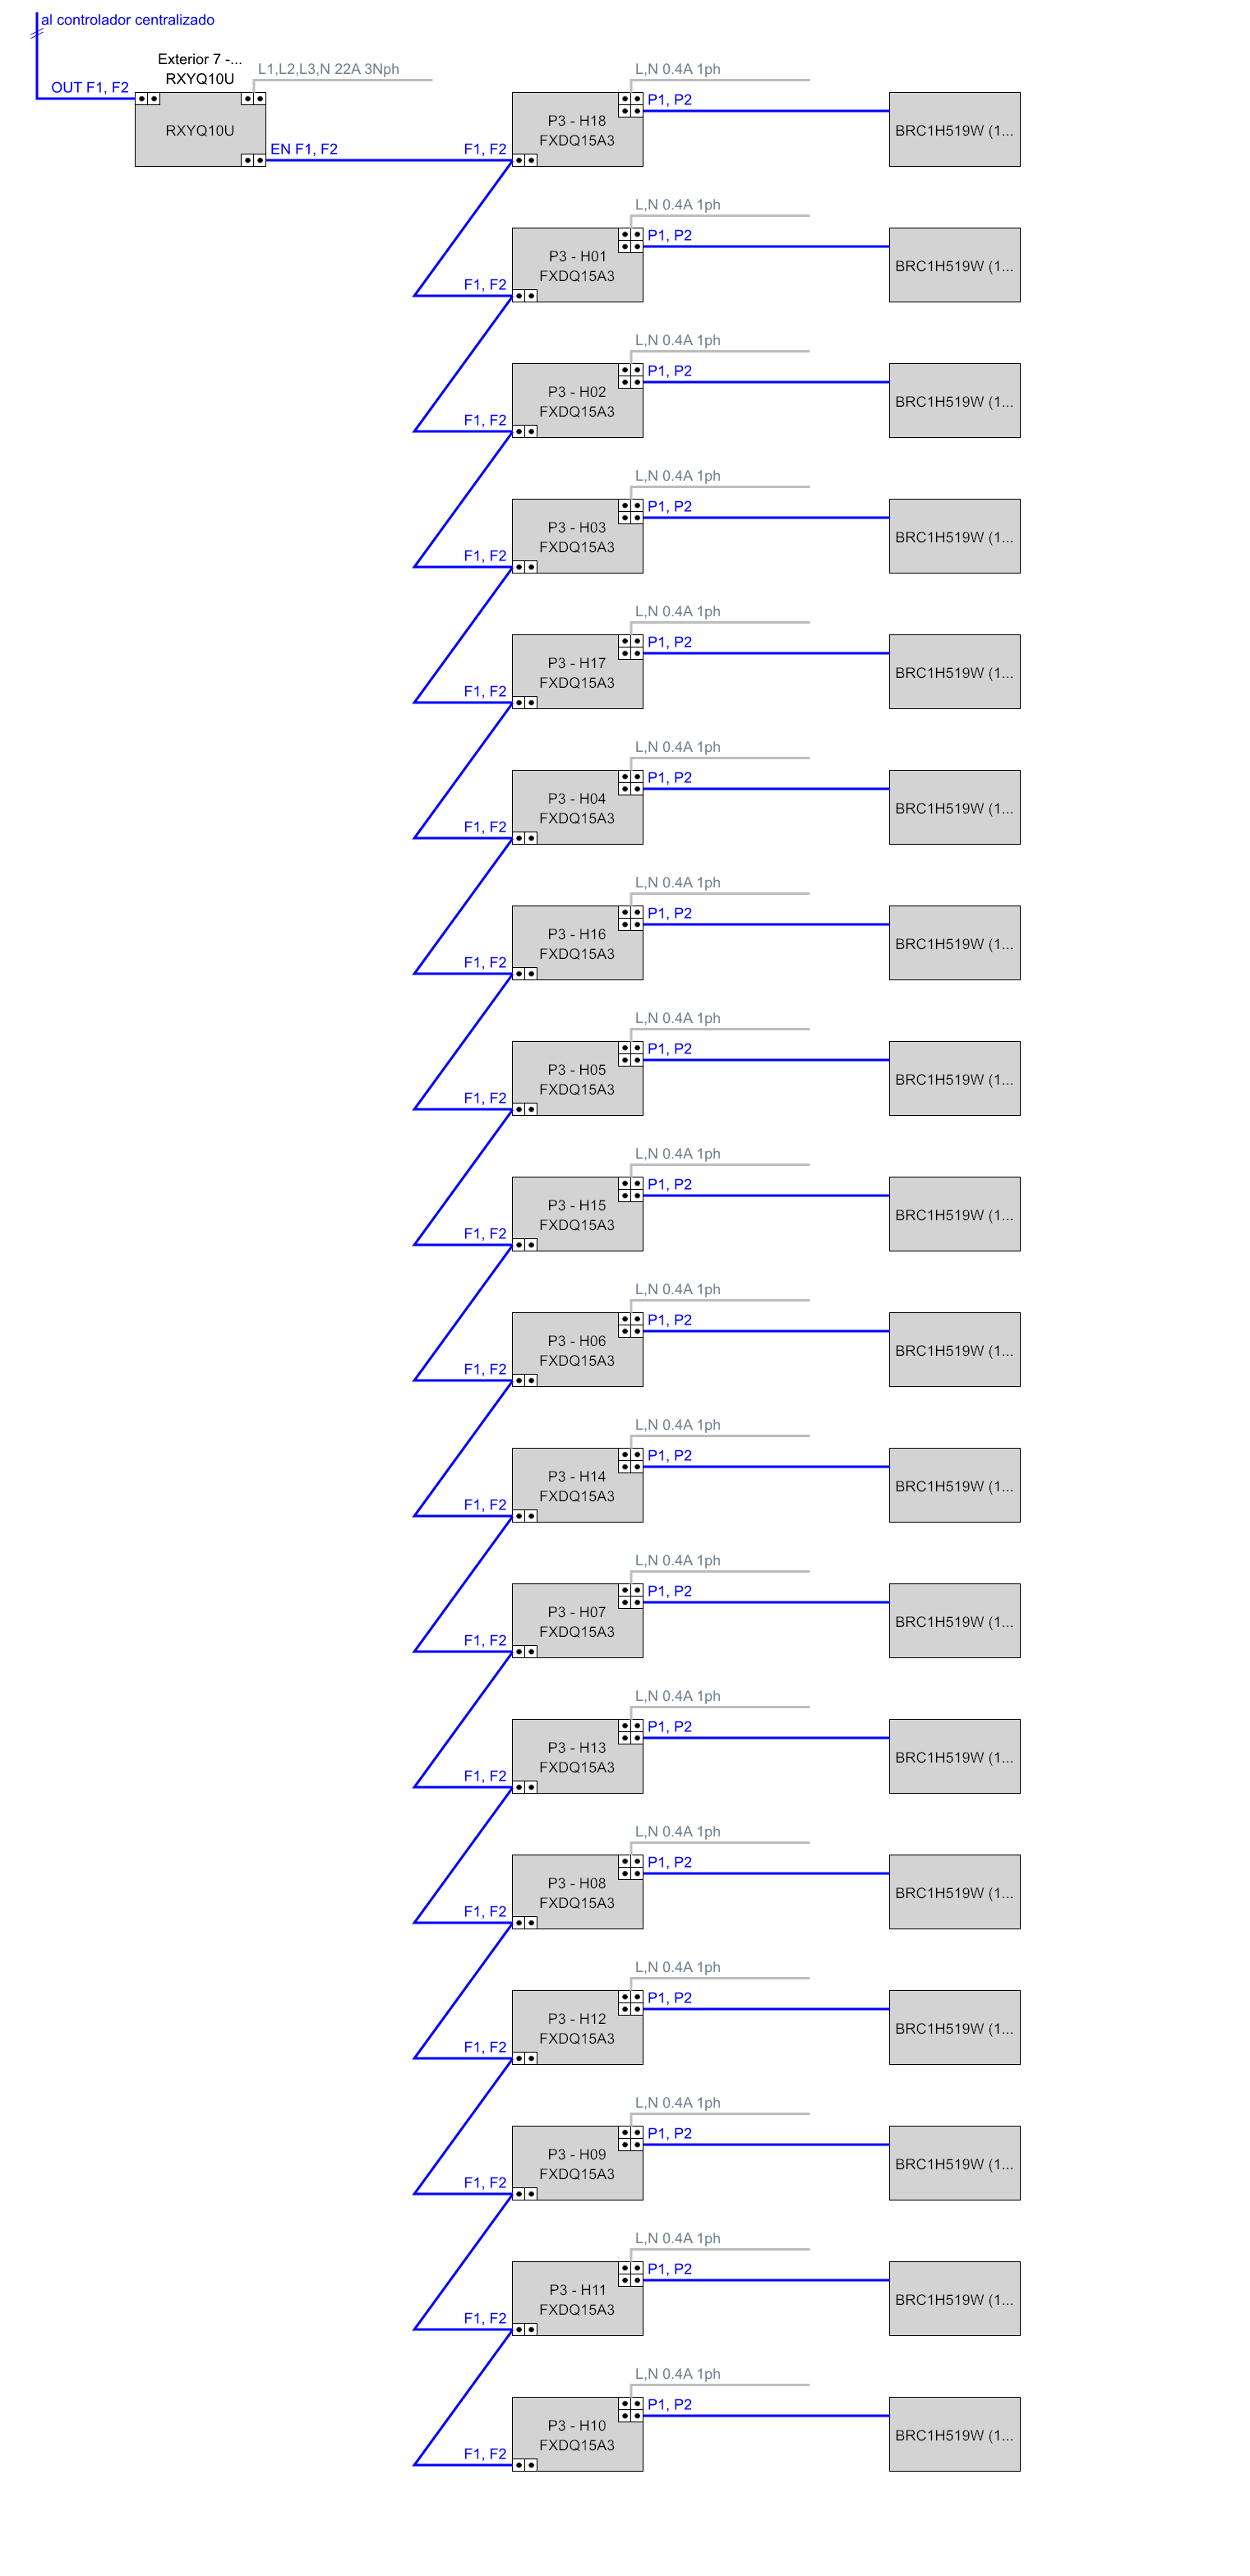 al controlador centralizado
Exterior 7 -...
RXYQ10U
L1,L2,L3,N 22A 3Nph
OUT F1, F2
RXYQ10U
EN F1, F2
L,N 0.4A 1ph
P1, P2
P3 - H18
FXDQ15A3
BRC1H519W (1...
F1, F2
L,N 0.4A 1ph
P1, P2
P3 - H01
FXDQ15A3
BRC1H519W (1...
F1, F2
L,N 0.4A 1ph
P1, P2
P3 - H02
FXDQ15A3
BRC1H519W (1...
F1, F2
L,N 0.4A 1ph
P1, P2
P3 - H03
FXDQ15A3
BRC1H519W (1...
F1, F2
L,N 0.4A 1ph
P1, P2
P3 - H17
FXDQ15A3
BRC1H519W (1...
F1, F2
L,N 0.4A 1ph
P1, P2
P3 - H04
FXDQ15A3
BRC1H519W (1...
F1, F2
L,N 0.4A 1ph
P1, P2
P3 - H16
FXDQ15A3
BRC1H519W (1...
F1, F2
L,N 0.4A 1ph
P1, P2
P3 - H05
FXDQ15A3
BRC1H519W (1...
F1, F2
L,N 0.4A 1ph
P1, P2
P3 - H15
FXDQ15A3
BRC1H519W (1...
F1, F2
L,N 0.4A 1ph
P1, P2
P3 - H06
FXDQ15A3
BRC1H519W (1...
F1, F2
L,N 0.4A 1ph
P1, P2
P3 - H14
FXDQ15A3
BRC1H519W (1...
F1, F2
L,N 0.4A 1ph
P1, P2
P3 - H07
FXDQ15A3
BRC1H519W (1...
F1, F2
L,N 0.4A 1ph
P1, P2
P3 - H13
FXDQ15A3
BRC1H519W (1...
F1, F2
L,N 0.4A 1ph
P1, P2
P3 - H08
FXDQ15A3
BRC1H519W (1...
F1, F2
L,N 0.4A 1ph
P1, P2
P3 - H12
FXDQ15A3
BRC1H519W (1...
F1, F2
L,N 0.4A 1ph
P1, P2
P3 - H09
FXDQ15A3
BRC1H519W (1...
F1, F2
L,N 0.4A 1ph
P1, P2
P3 - H11
FXDQ15A3
BRC1H519W (1...
F1, F2
L,N 0.4A 1ph
P1, P2
P3 - H10
FXDQ15A3
BRC1H519W (1...
F1, F2